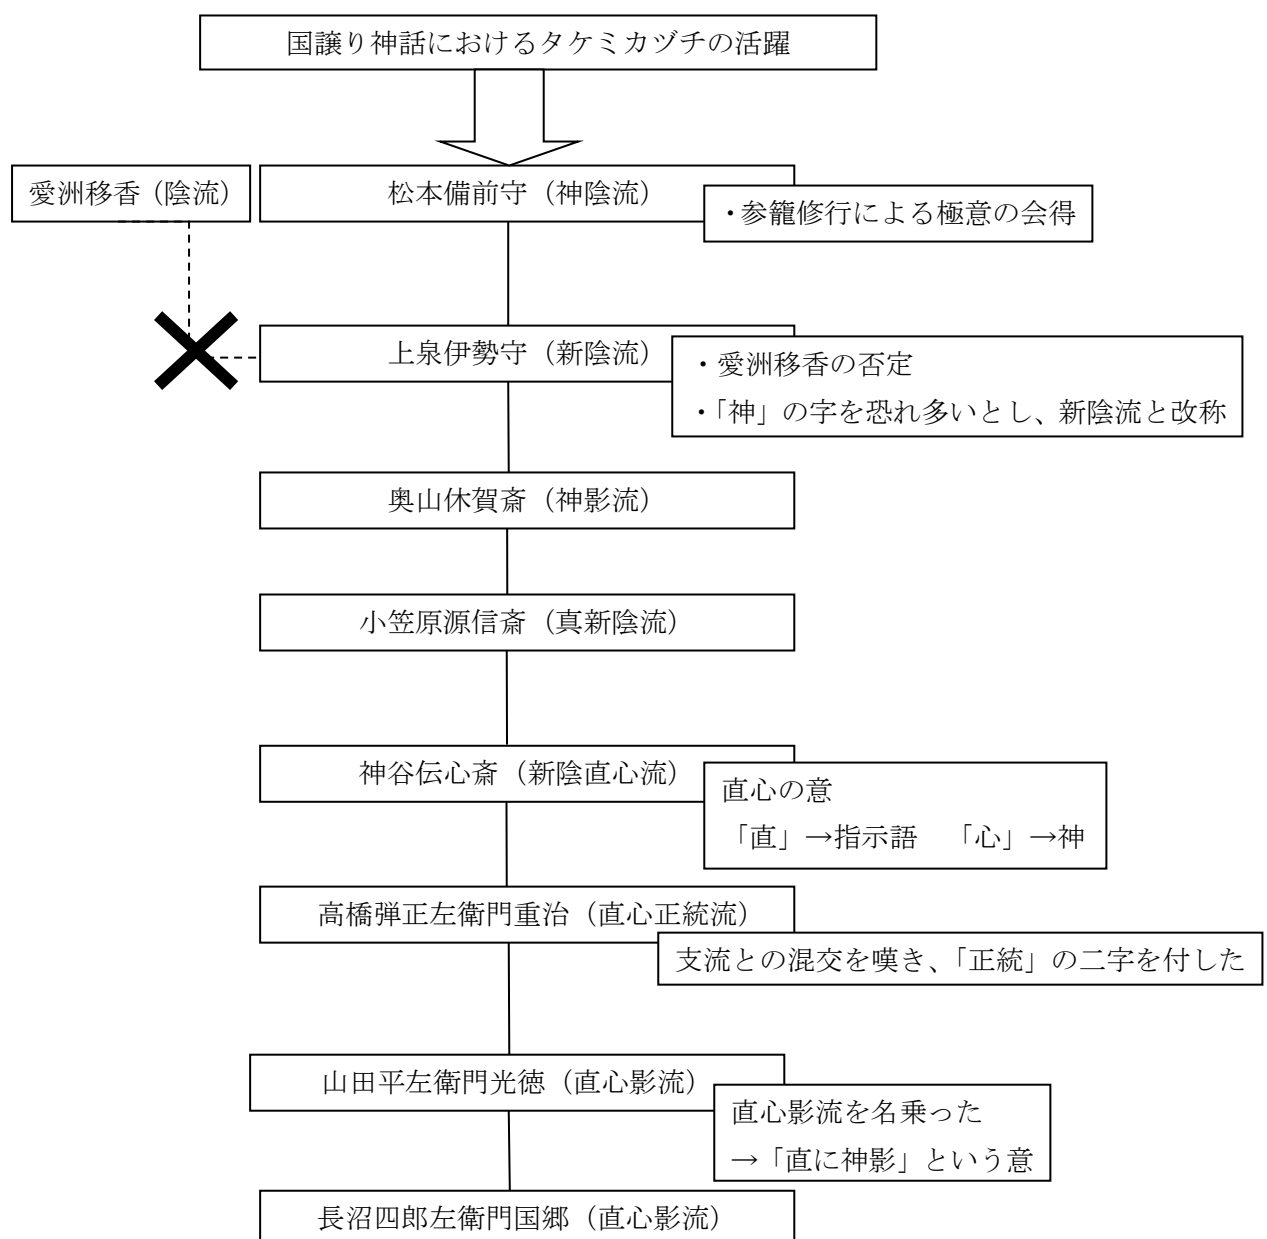 国譲り神話におけるタケミカヅチの活躍
愛洲移香（陰流）
松本備前守（神陰流）
・参籠修行による極意の会得
上泉伊勢守（新陰流）
・愛洲移香の否定
・「神」の字を恐れ多いとし、新陰流と改称
奥山休賀斎（神影流）
小笠原源信斎（真新陰流）
神谷伝心斎（新陰直心流）
直心の意
「直」→指示語　「心」→神
高橋弾正左衛門重治（直心正統流）
支流との混交を嘆き、「正統」の二字を付した
山田平左衛門光徳（直心影流）
直心影流を名乗った
→「直に神影」という意
長沼四郎左衛門国郷（直心影流）